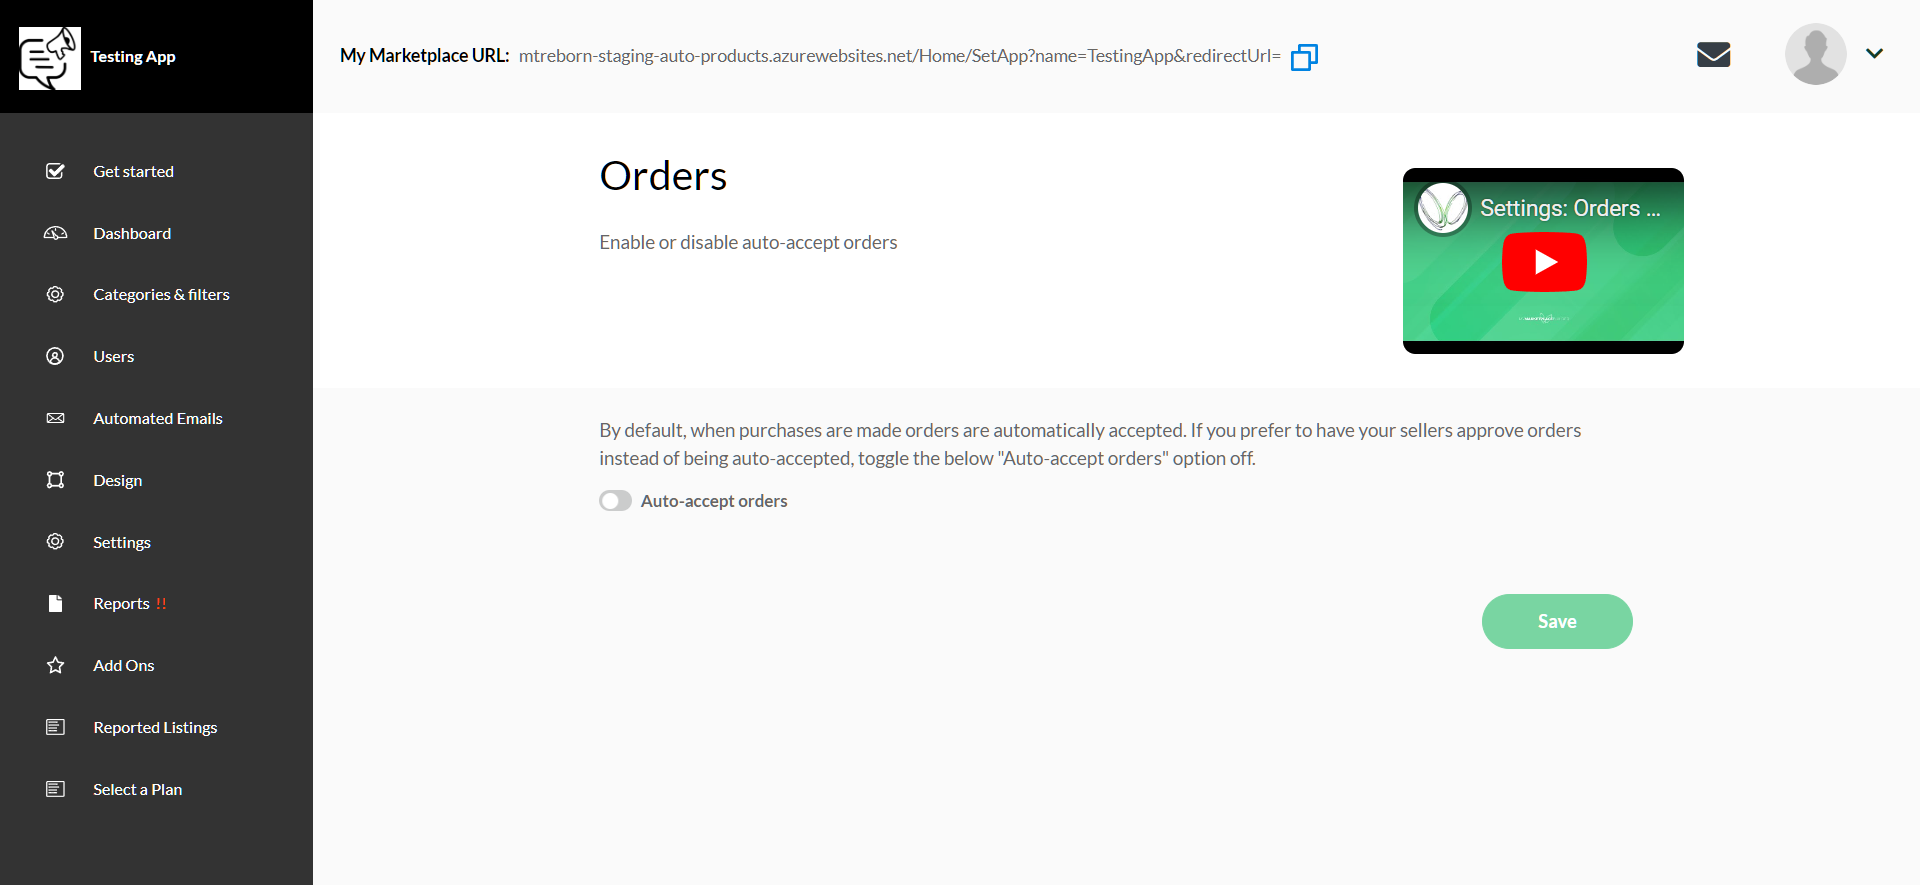 Testing App
My Marketplace URL: mtreborn-staging-auto-products.azurewebsites.net/Home/SetApp?name=TestingApp&redirectUrl=
Get started
Dashboard
Categories & filters
Users
Automated Emails
Design
Settings
Reports !!
Add Ons
Reported Listings
Select a Plan
Orders
Enable or disable auto-accept orders
Settings: Orders ...
By default, when purchases are made orders are automatically accepted. If you prefer to have your sellers approve orders
instead of being auto-accepted, toggle the below "Auto-accept orders" option off.
Auto-accept orders
Save